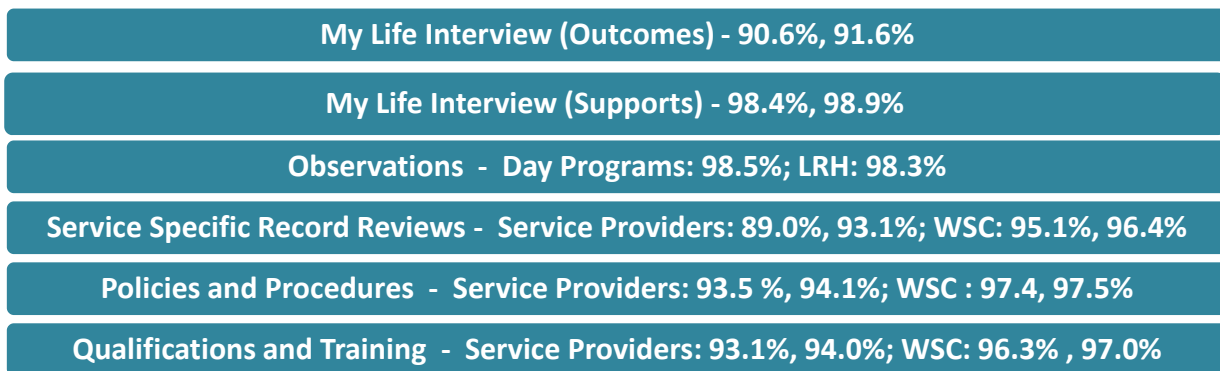 My Life Interview (Outcomes) - 90.6%, 91.6%
My Life Interview (Supports) - 98.4%, 98.9%
Observations - Day Programs: 98.5%; LRH: 98.3%
Service Specific Record Reviews - Service Providers: 89.0%, 93.1%; WSC: 95.1%, 96.4%
Policies and Procedures - Service Providers: 93.5 %, 94.1%; WSC : 97.4, 97.5%
Qualifications and Training - Service Providers: 93.1%, 94.0%; WSC: 96.3% , 97.0%